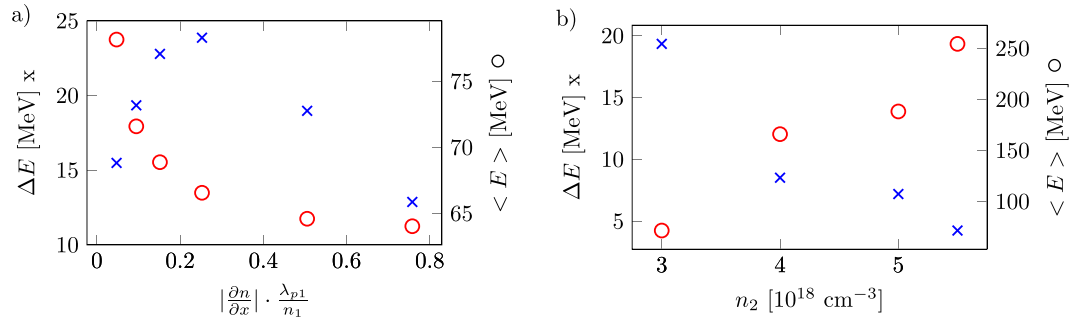 a)
25
20
15
10
ΔE [MeV] x
75
70
65
< E > [MeV] ○
0
0.2
0.4
0.6
0.8
|∂n/∂x| · λp1/n1
b)
20
15
10
5
ΔE [MeV] x
250
200
150
100
< E > [MeV] ○
3
4
5
n₂ [10¹⁸ cm⁻³]